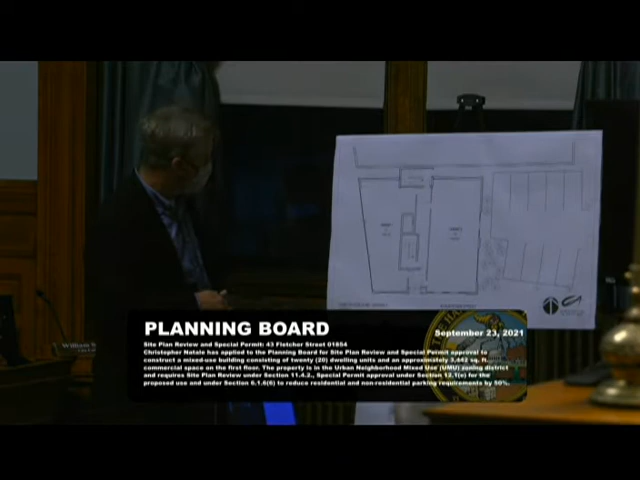 PLANNING BOARD
September 23, 2021
Site Plan Review and Special Permit: 43 Fletcher Street 01854
Christopher Natale has applied to the Planning Board for Site Plan Review and Special Permit approval to
construct a mixed-use building consisting of twenty (20) dwelling units and an approximately 3,442 sq. ft.
commercial space on the first floor. The property is in the Urban Neighborhood Mixed Use (UMU) zoning district
and requires Site Plan Review under Section 11.4.2., Special Permit approval under Section 12.1(e) for the
proposed use and under Section 6.1.6(6) to reduce residential and non-residential parking requirements by 50%.